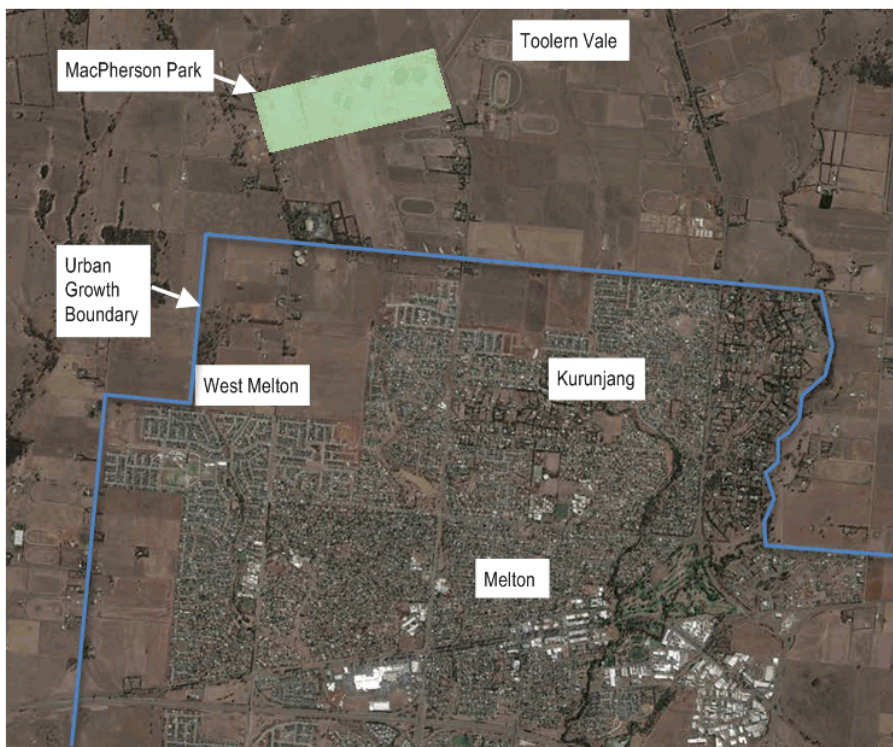 Toolern Vale
MacPherson Park
Urban
Growth
Boundary
West Melton
Kurunjang
Melton